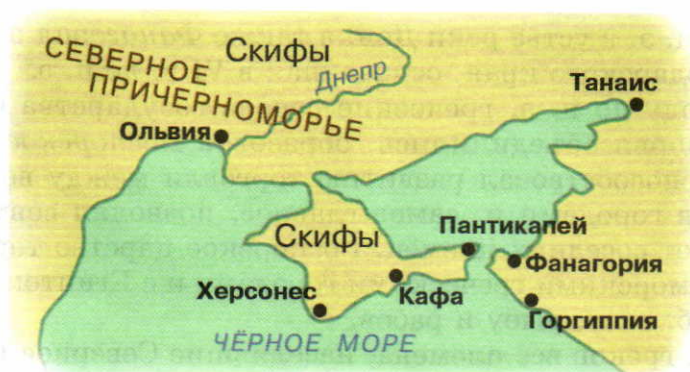 СЕВЕРНОЕ
ПРИЧЕРНОМОРЬЕ
Скифы
Днепр
Танаис
Ольвия
Скифы
Пантикапей
Фанагория
Херсонес
Кафа
Горгиппия
ЧЁРНОЕ МОРЕ